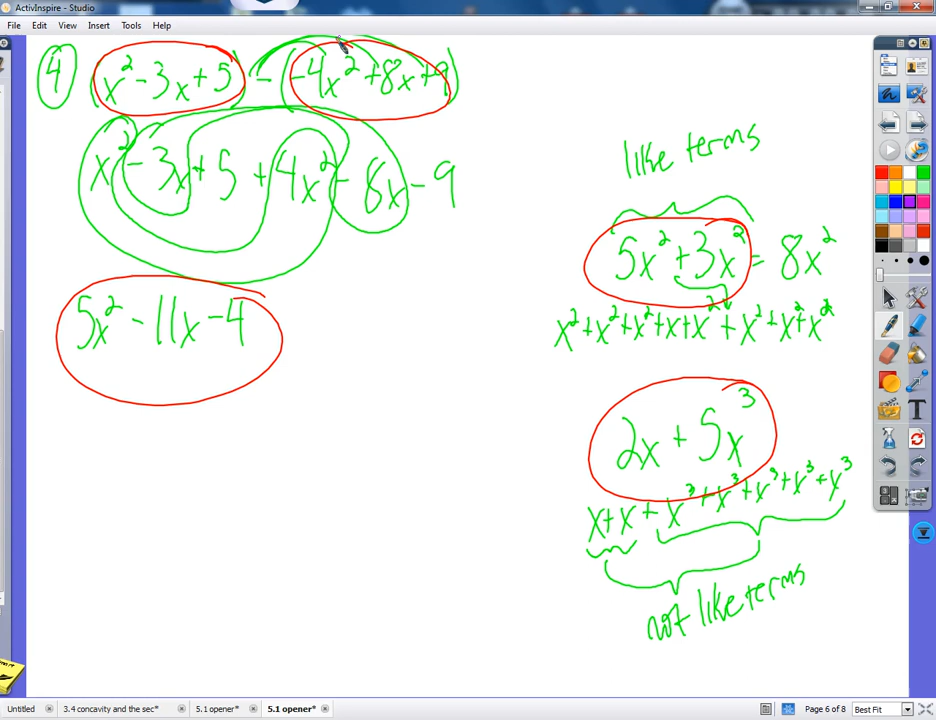 ActivInspire - Studio
File Edit View Insert Tools Help
④ (x² - 3x + 5) - (-4x² + 8x + 9)
x² - 3x + 5 + 4x² - 8x - 9
5x² - 11x - 4
like terms
5x² + 3x² = 8x²
x² + x² + x² + x + x² + x² + x² + x²
2x + 5x³
x + x + x³ + x³ + x³ + x³ + x³
not like terms
Untitled 3.4 concavity and the sec* 5.1 opener* 5.1 opener* Page 6 of 8 Best Fit